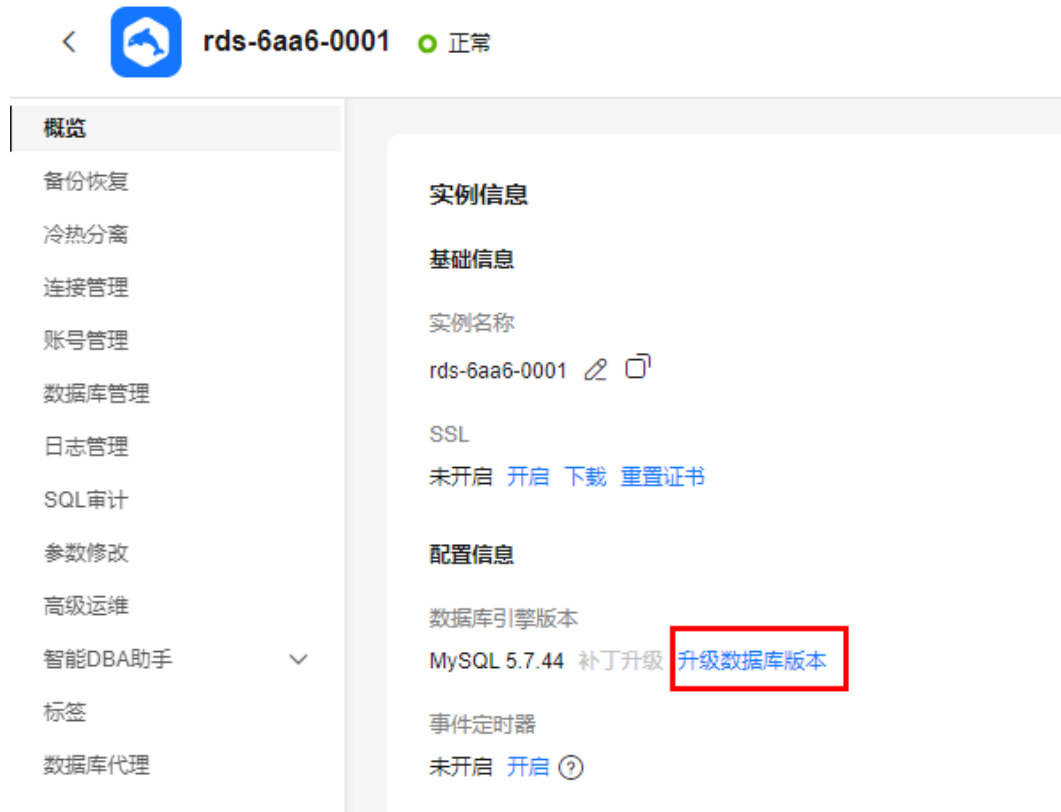 rds-6aa6-0001 正常
概览
备份恢复
冷热分离
连接管理
账号管理
数据库管理
日志管理
SQL审计
参数修改
高级运维
智能DBA助手
标签
数据库代理
实例信息
基础信息
实例名称
rds-6aa6-0001
SSL
未开启 开启 下载 重置证书
配置信息
数据库引擎版本
MySQL 5.7.44 补丁升级 升级数据库版本
事件定时器
未开启 开启 ?